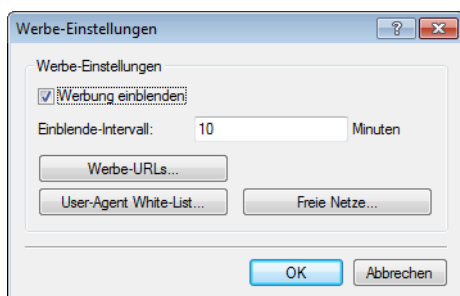 Werbe-Einstellungen
Werbe-Einstellungen
Werbung einblenden
Einblende-Intervall: 10 Minuten
Werbe-URLs...
User-Agent White-List... Freie Netze...
OK Abbrechen